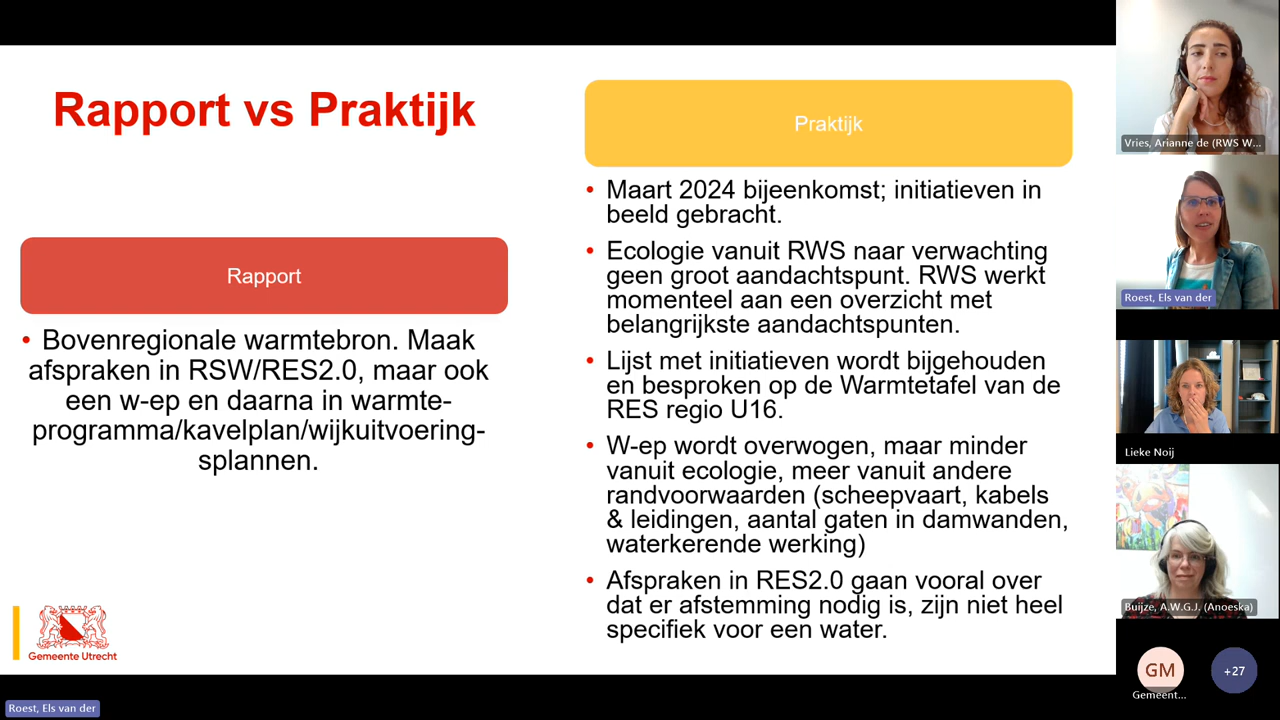 Rapport vs Praktijk
Rapport
• Bovenregionale warmtebron. Maak
afspraken in RSW/RES2.0, maar ook
een w-ep en daarna in warmte-
programma/kavelplan/wijkuitvoering-
splannen.
Praktijk
• Maart 2024 bijeenkomst; initiatieven in
beeld gebracht.
• Ecologie vanuit RWS naar verwachting
geen groot aandachtspunt. RWS werkt
momenteel aan een overzicht met
belangrijkste aandachtspunten.
• Lijst met initiatieven wordt bijgehouden
en besproken op de Warmtetafel van de
RES regio U16.
• W-ep wordt overwogen, maar minder
vanuit ecologie, meer vanuit andere
randvoorwaarden (scheepvaart, kabels
& leidingen, aantal gaten in damwanden,
waterkerende werking)
• Afspraken in RES2.0 gaan vooral over
dat er afstemming nodig is, zijn niet heel
specifiek voor een water.
Gemeente Utrecht
Roest, Els van der
Vries, Arianne de (RWS W...
Roest, Els van der
Lieke Noij
Buijze, A.W.G.J. (Anoeska)
GM
Gemeent...
+27